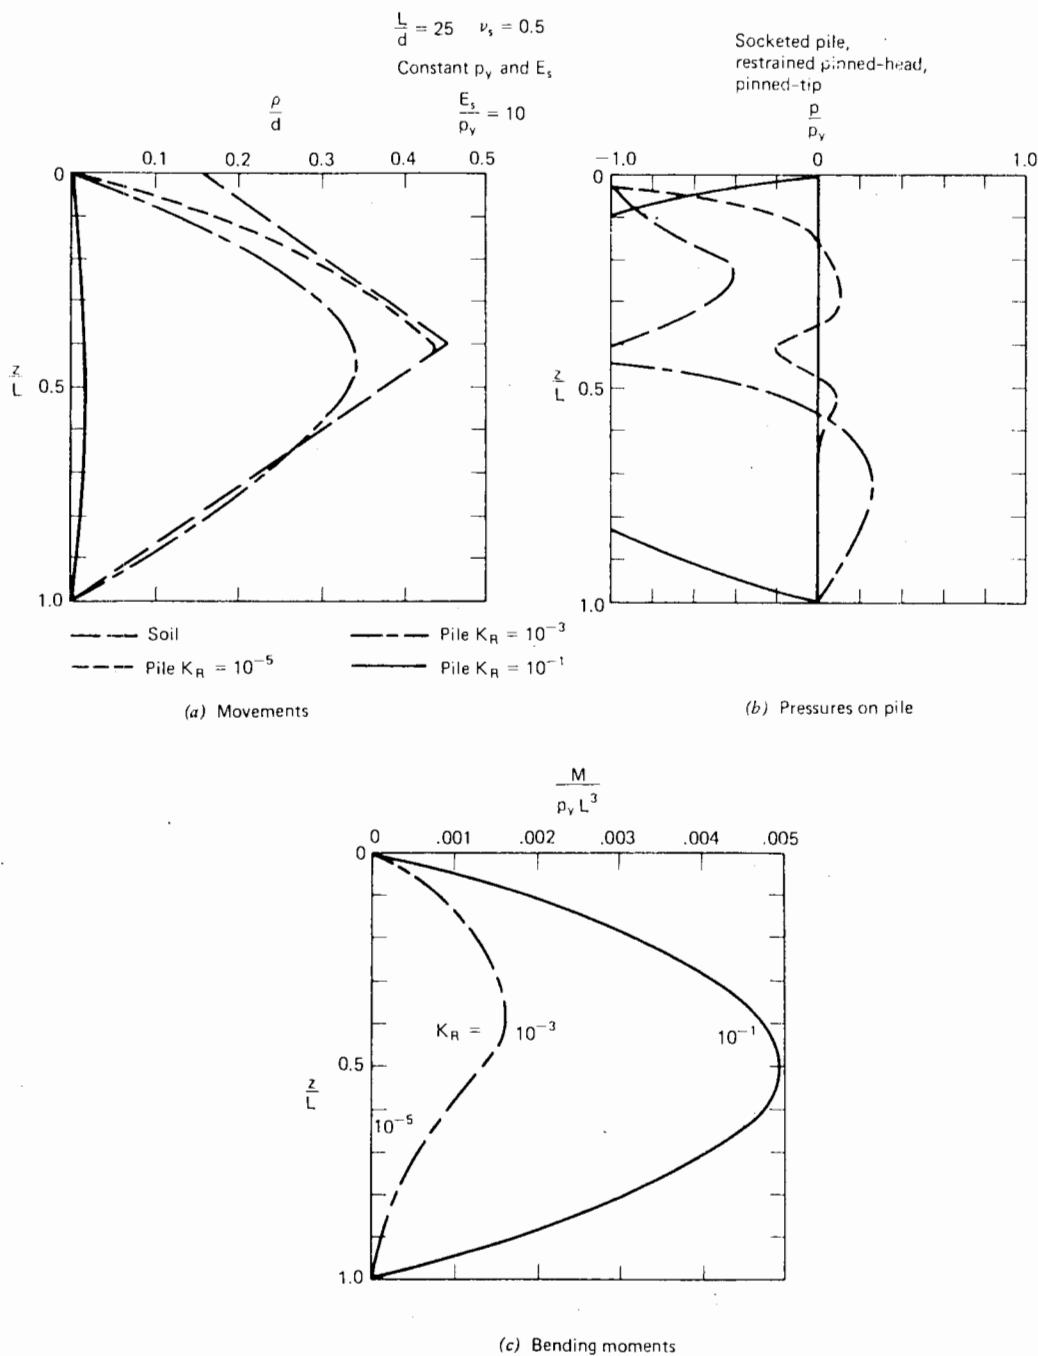 L/d = 25 ν_s = 0.5
Constant p_y and E_s
E_s/p_y = 10
ρ/d
0 0.1 0.2 0.3 0.4 0.5
z/L
0.5
1.0
Socketed pile,
restrained pinned-head,
pinned-tip
p/p_y
−1.0 0 1.0
0
z/L
0.5
1.0
Soil
Pile K_R = 10⁻³
Pile K_R = 10⁻⁵
Pile K_R = 10⁻¹
(a) Movements
(b) Pressures on pile
M/p_y L³
0 .001 .002 .003 .004 .005
0
K_R = 10⁻³
10⁻¹
0.5
z/L
10⁻⁵
1.0
(c) Bending moments